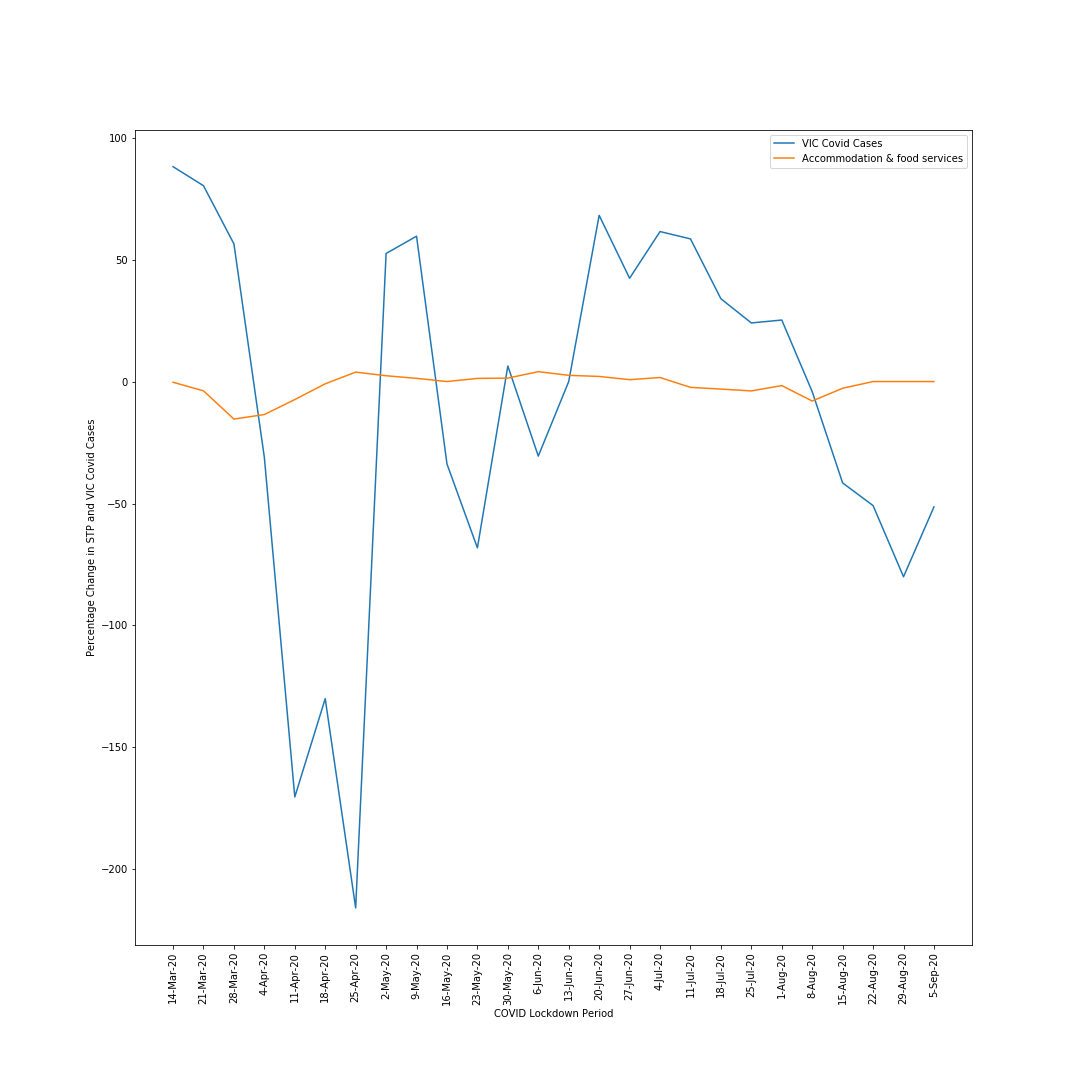 VIC Covid Cases
Accommodation & food services
100
50
0
−50
−100
−150
−200
Percentage Change in STP and VIC Covid Cases
14-Mar-20
21-Mar-20
28-Mar-20
4-Apr-20
11-Apr-20
18-Apr-20
25-Apr-20
2-May-20
9-May-20
16-May-20
23-May-20
30-May-20
6-Jun-20
13-Jun-20
20-Jun-20
27-Jun-20
4-Jul-20
11-Jul-20
18-Jul-20
25-Jul-20
1-Aug-20
8-Aug-20
15-Aug-20
22-Aug-20
29-Aug-20
5-Sep-20
COVID Lockdown Period